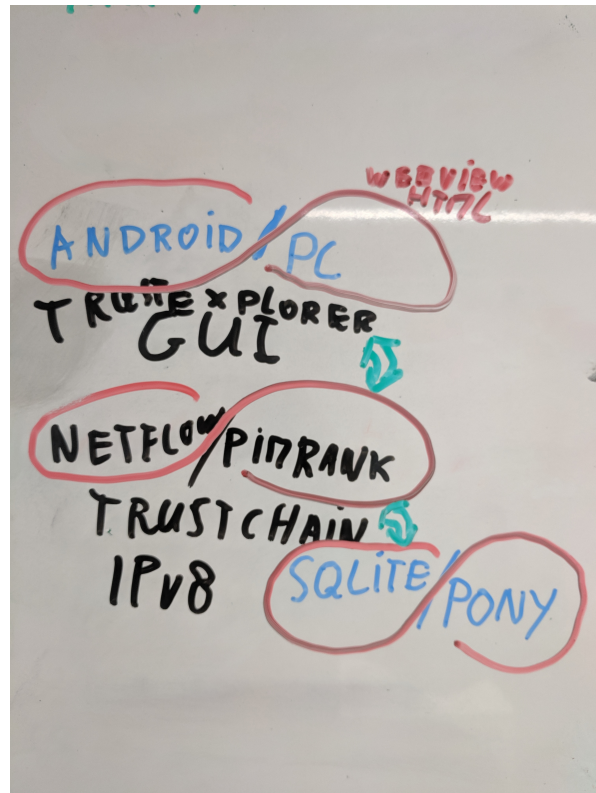 WEBVIEW
HTML
ANDROID / PC
TRUSTEXPLORER
GUI
NETFLOW / PIMRANK
TRUSTCHAIN
IPv8
SQLITE / PONY